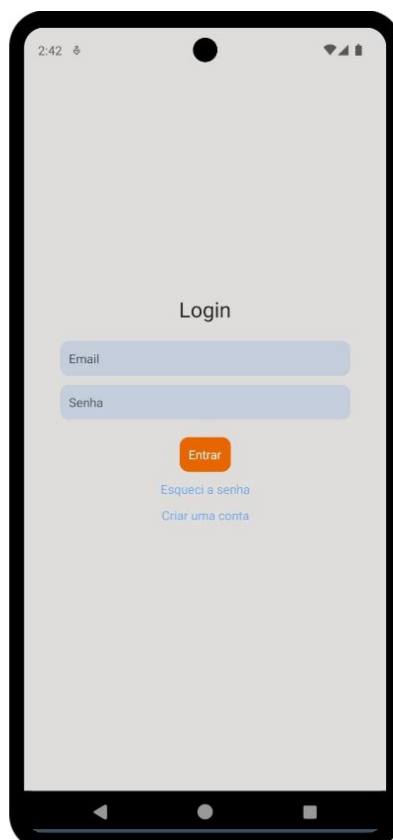 2:42
Login
Email
Senha
Entrar
Esqueci a senha
Criar uma conta